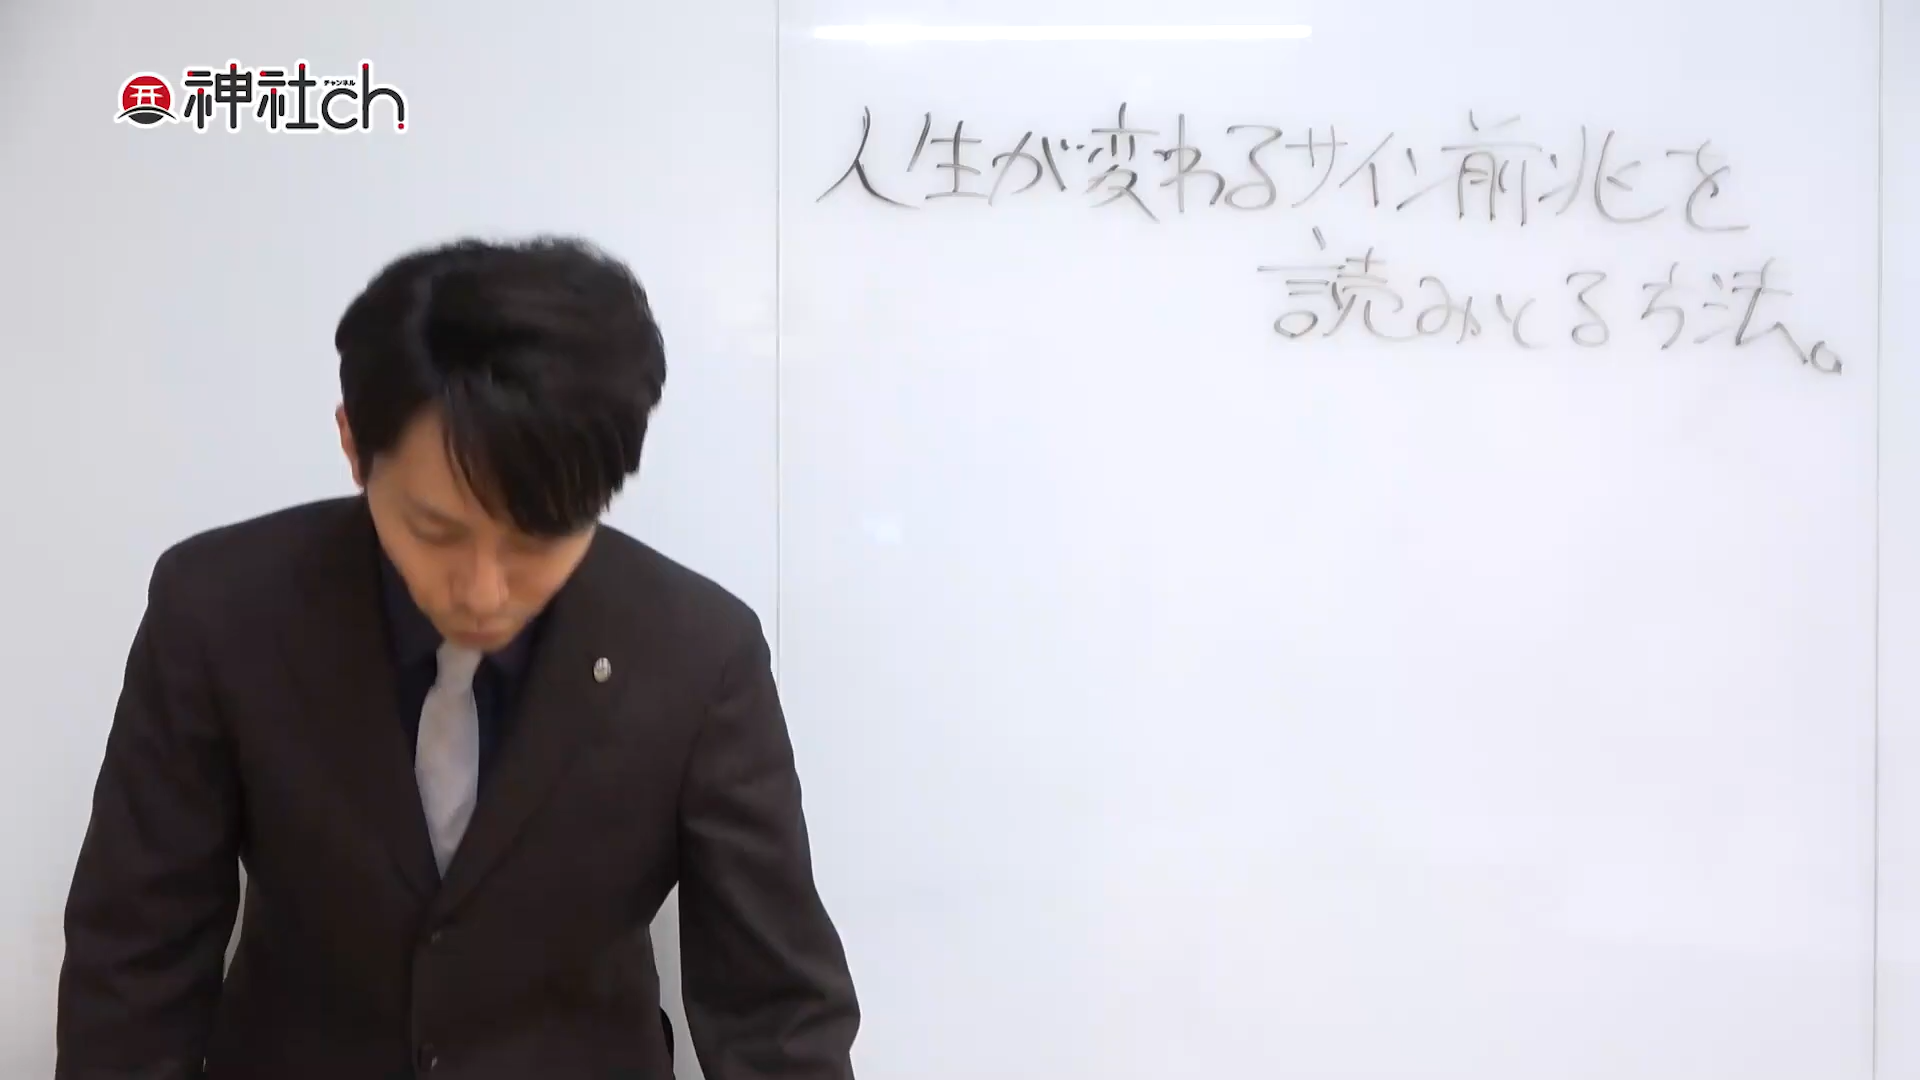 神社ch
チャンネル
人生が変わるサイン前兆を
読みとる方法。